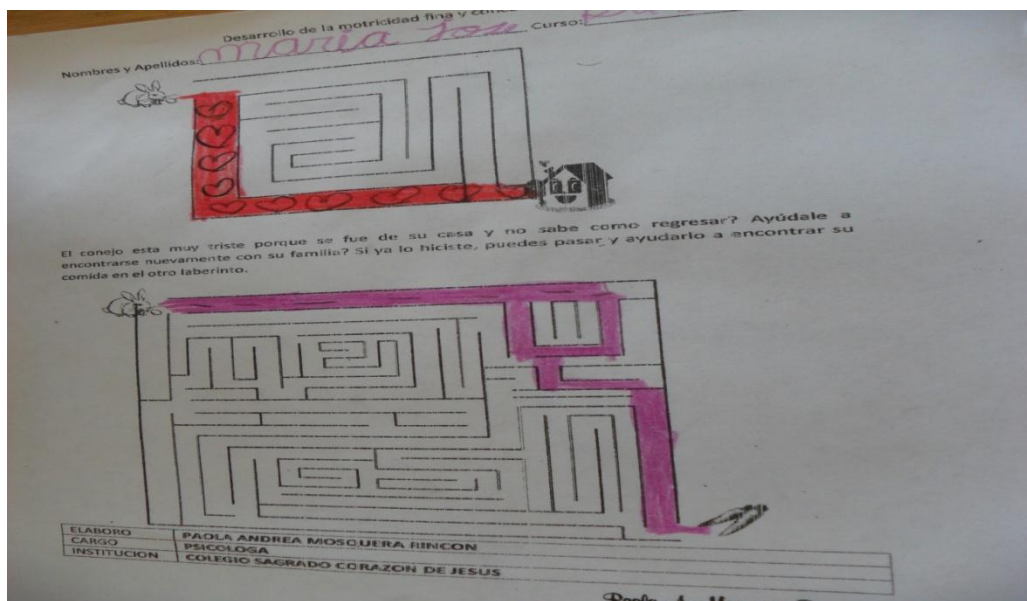 Desarrollo de la motricidad fina y
Nombres y Apellidos: maría José Curso:
El conejo esta muy triste porque se fue de su casa y no sabe como regresar? Ayúdale a
encontrarse nuevamente con su familia? Si ya lo hiciste, puedes pasar y ayudarlo a encontrar su
comida en el otro laberinto.
ELABORO PAOLA ANDREA MOSQUERA RINCON
CARGO PSICOLOGA
INSTITUCION COLEGIO SAGRADO CORAZON DE JESUS